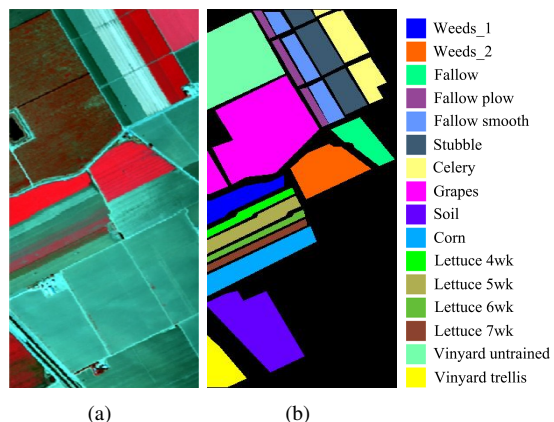 Weeds_1
Weeds_2
Fallow
Fallow plow
Fallow smooth
Stubble
Celery
Grapes
Soil
Corn
Lettuce 4wk
Lettuce 5wk
Lettuce 6wk
Lettuce 7wk
Vinyard untrained
Vinyard trellis
(a)
(b)